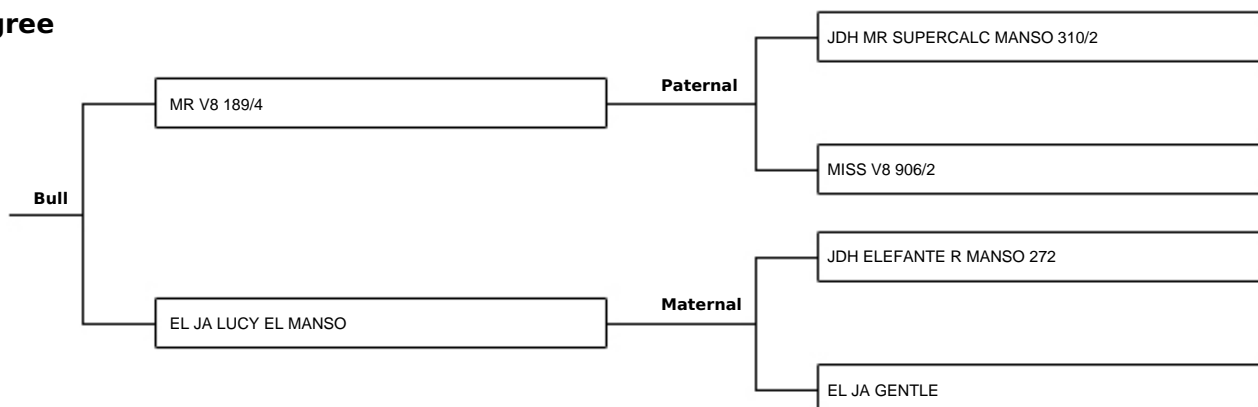 JDH MR SUPERCALC MANSO 310/2
Paternal
MR V8 189/4
MISS V8 906/2
Bull
JDH ELEFANTE R MANSO 272
Maternal
EL JA LUCY EL MANSO
EL JA GENTLE